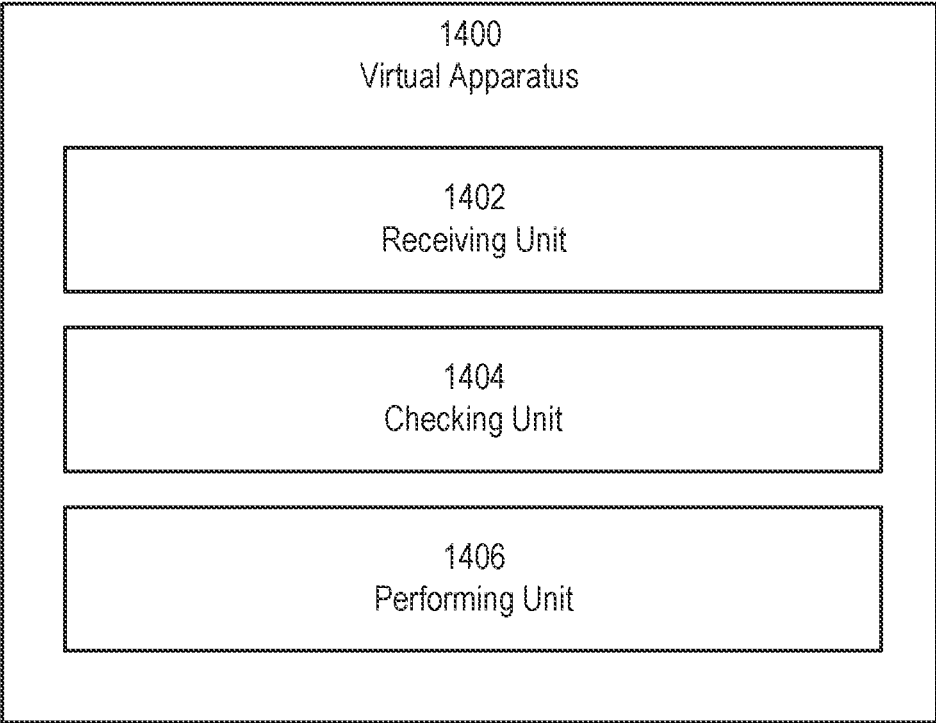 1400
Virtual Apparatus
1402
Receiving Unit
1404
Checking Unit
1406
Performing Unit